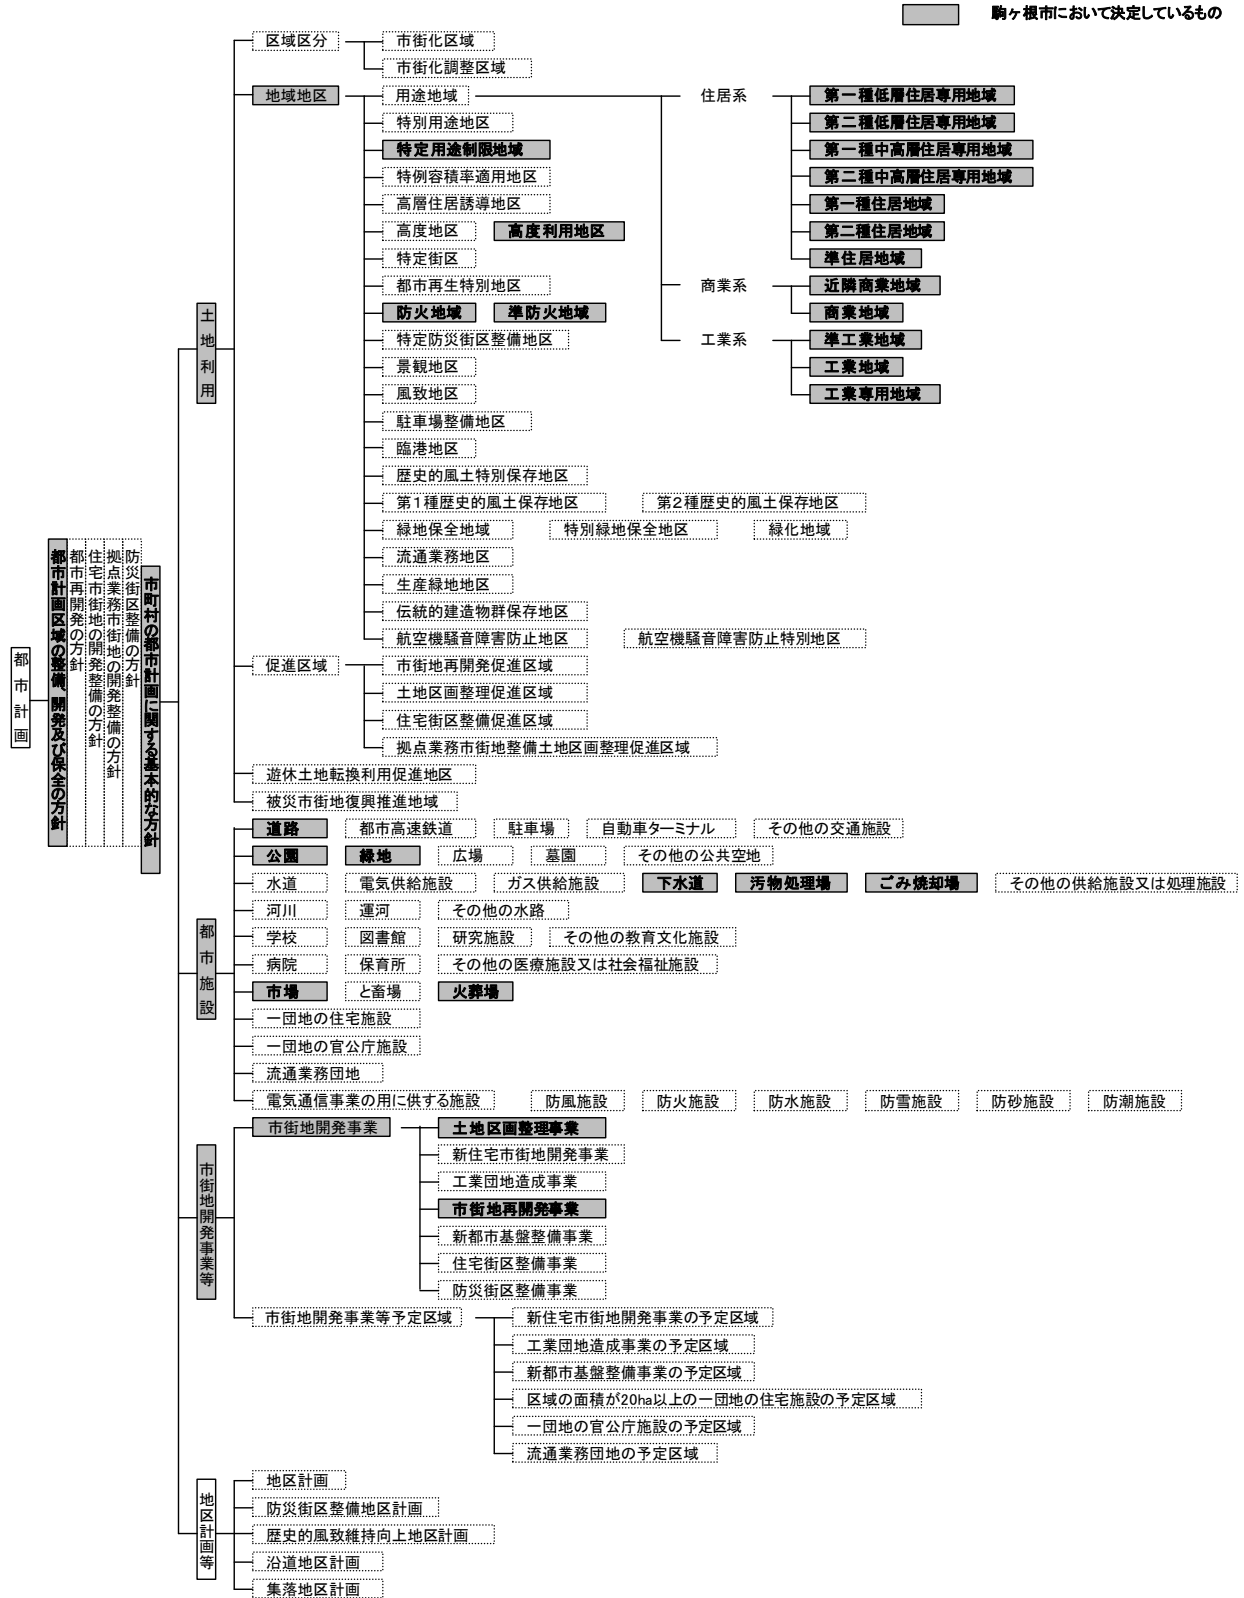 駒ヶ根市において決定しているもの
都市計画
都市計画区域の整備、開発及び保全の方針
都市再開発の方針
住宅市街地の開発整備の方針
拠点業務市街地の開発整備の方針
防災街区整備の方針
市町村の都市計画に関する基本的な方針
土地利用
区域区分
市街化区域
市街化調整区域
地域地区
用途地域
住居系
第一種低層住居専用地域
第二種低層住居専用地域
第一種中高層住居専用地域
第二種中高層住居専用地域
第一種住居地域
第二種住居地域
準住居地域
商業系
近隣商業地域
商業地域
工業系
準工業地域
工業地域
工業専用地域
特別用途地区
特定用途制限地域
特例容積率適用地区
高層住居誘導地区
高度地区 高度利用地区
特定街区
都市再生特別地区
防火地域 準防火地域
特定防災街区整備地区
景観地区
風致地区
駐車場整備地区
臨港地区
歴史的風土特別保存地区
第1種歴史的風土保存地区 第2種歴史的風土保存地区
緑地保全地域 特別緑地保全地区 緑化地域
流通業務地区
生産緑地地区
伝統的建造物群保存地区
航空機騒音障害防止地区 航空機騒音障害防止特別地区
促進区域
市街地再開発促進区域
土地区画整理促進区域
住宅街区整備促進区域
拠点業務市街地整備土地区画整理促進区域
遊休土地転換利用促進地区
被災市街地復興推進地域
都市施設
道路 都市高速鉄道 駐車場 自動車ターミナル その他の交通施設
公園 緑地 広場 墓園 その他の公共空地
水道 電気供給施設 ガス供給施設 下水道 汚物処理場 ごみ焼却場 その他の供給施設又は処理施設
河川 運河 その他の水路
学校 図書館 研究施設 その他の教育文化施設
病院 保育所 その他の医療施設又は社会福祉施設
市場 と畜場 火葬場
一団地の住宅施設
一団地の官公庁施設
流通業務団地
電気通信事業の用に供する施設 防風施設 防火施設 防水施設 防雪施設 防砂施設 防潮施設
市街地開発事業等
市街地開発事業
土地区画整理事業
新住宅市街地開発事業
工業団地造成事業
市街地再開発事業
新都市基盤整備事業
住宅街区整備事業
防災街区整備事業
市街地開発事業等予定区域
新住宅市街地開発事業の予定区域
工業団地造成事業の予定区域
新都市基盤整備事業の予定区域
区域の面積が20ha以上の一団地の住宅施設の予定区域
一団地の官公庁施設の予定区域
流通業務団地の予定区域
地区計画等
地区計画
防災街区整備地区計画
歴史的風致維持向上地区計画
沿道地区計画
集落地区計画